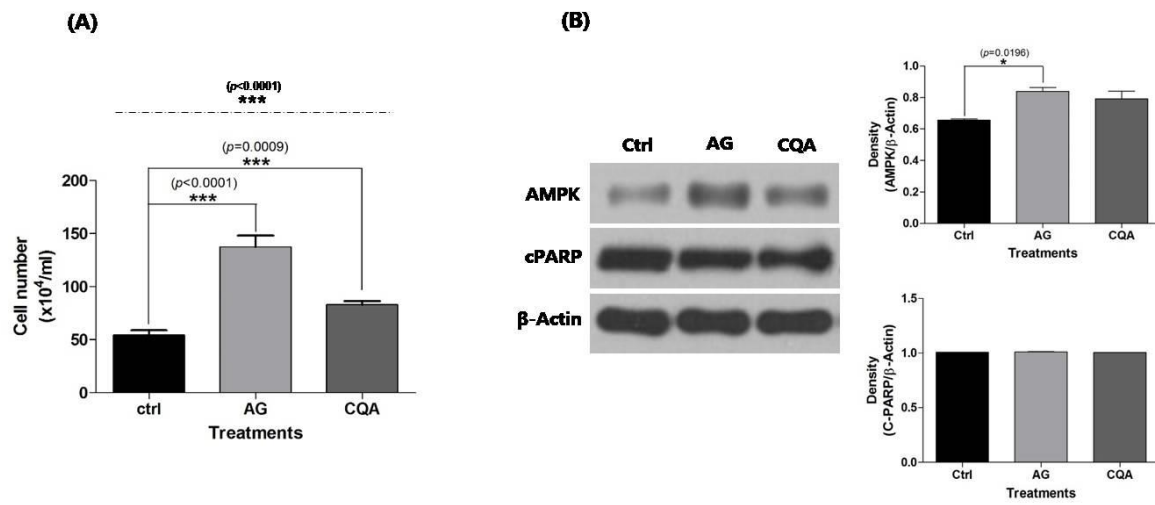 (A)
(p<0.0001)
***
(p=0.0009)
***
(p<0.0001)
***
200
150
100
50
0
Cell number
(x10⁴/ml)
ctrl AG CQA
Treatments
(B)
Ctrl AG CQA
AMPK
cPARP
β-Actin
(p=0.0196)
*
1.0
0.8
0.6
0.4
0.2
0.0
Density
(AMPK/β-Actin)
Ctrl AG CQA
Treatments
1.5
1.0
0.5
0.0
Density
(C-PARP/β-Actin)
Ctrl AG CQA
Treatments